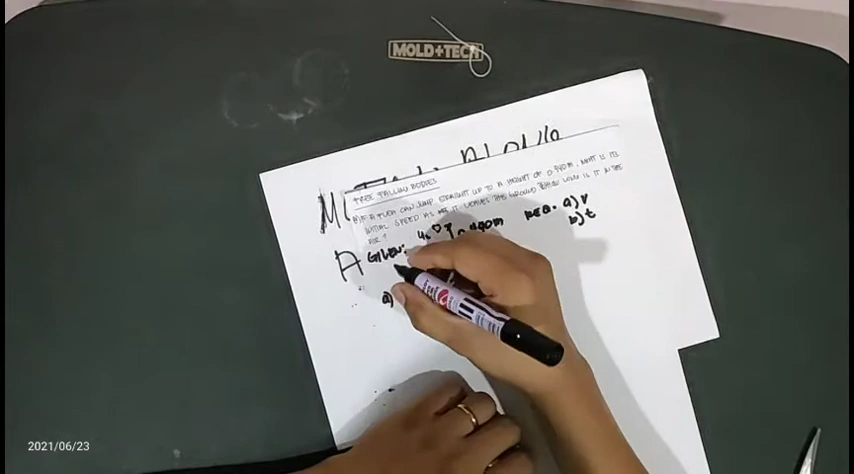 MOLD+TECH
FREE FALLING BODIES
IF A FLEA CAN JUMP STRAIGHT UP TO A HEIGHT OF 0.440M, WHAT IS ITS
INITIAL SPEED AS IT LEAVES THE GROUND? HOW LONG IS IT IN THE
AIR?
GIVEN: 0.440m REQ. a) V
b) t
a)
2021/06/23